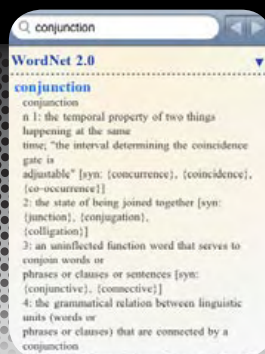 conjunction
WordNet 2.0
conjunction
conjunction
n 1: the temporal property of two things
happening at the same
time; "the interval determining the coincidence
gate is
adjustable" [syn: {concurrence}, {coincidence},
{co-occurrence}]
2: the state of being joined together [syn:
{junction}, {conjugation},
{colligation}]
3: an uninflected function word that serves to
conjoin words or
phrases or clauses or sentences [syn:
{conjunctive}, {connective}]
4: the grammatical relation between linguistic
units (words or
phrases or clauses) that are connected by a
conjunction